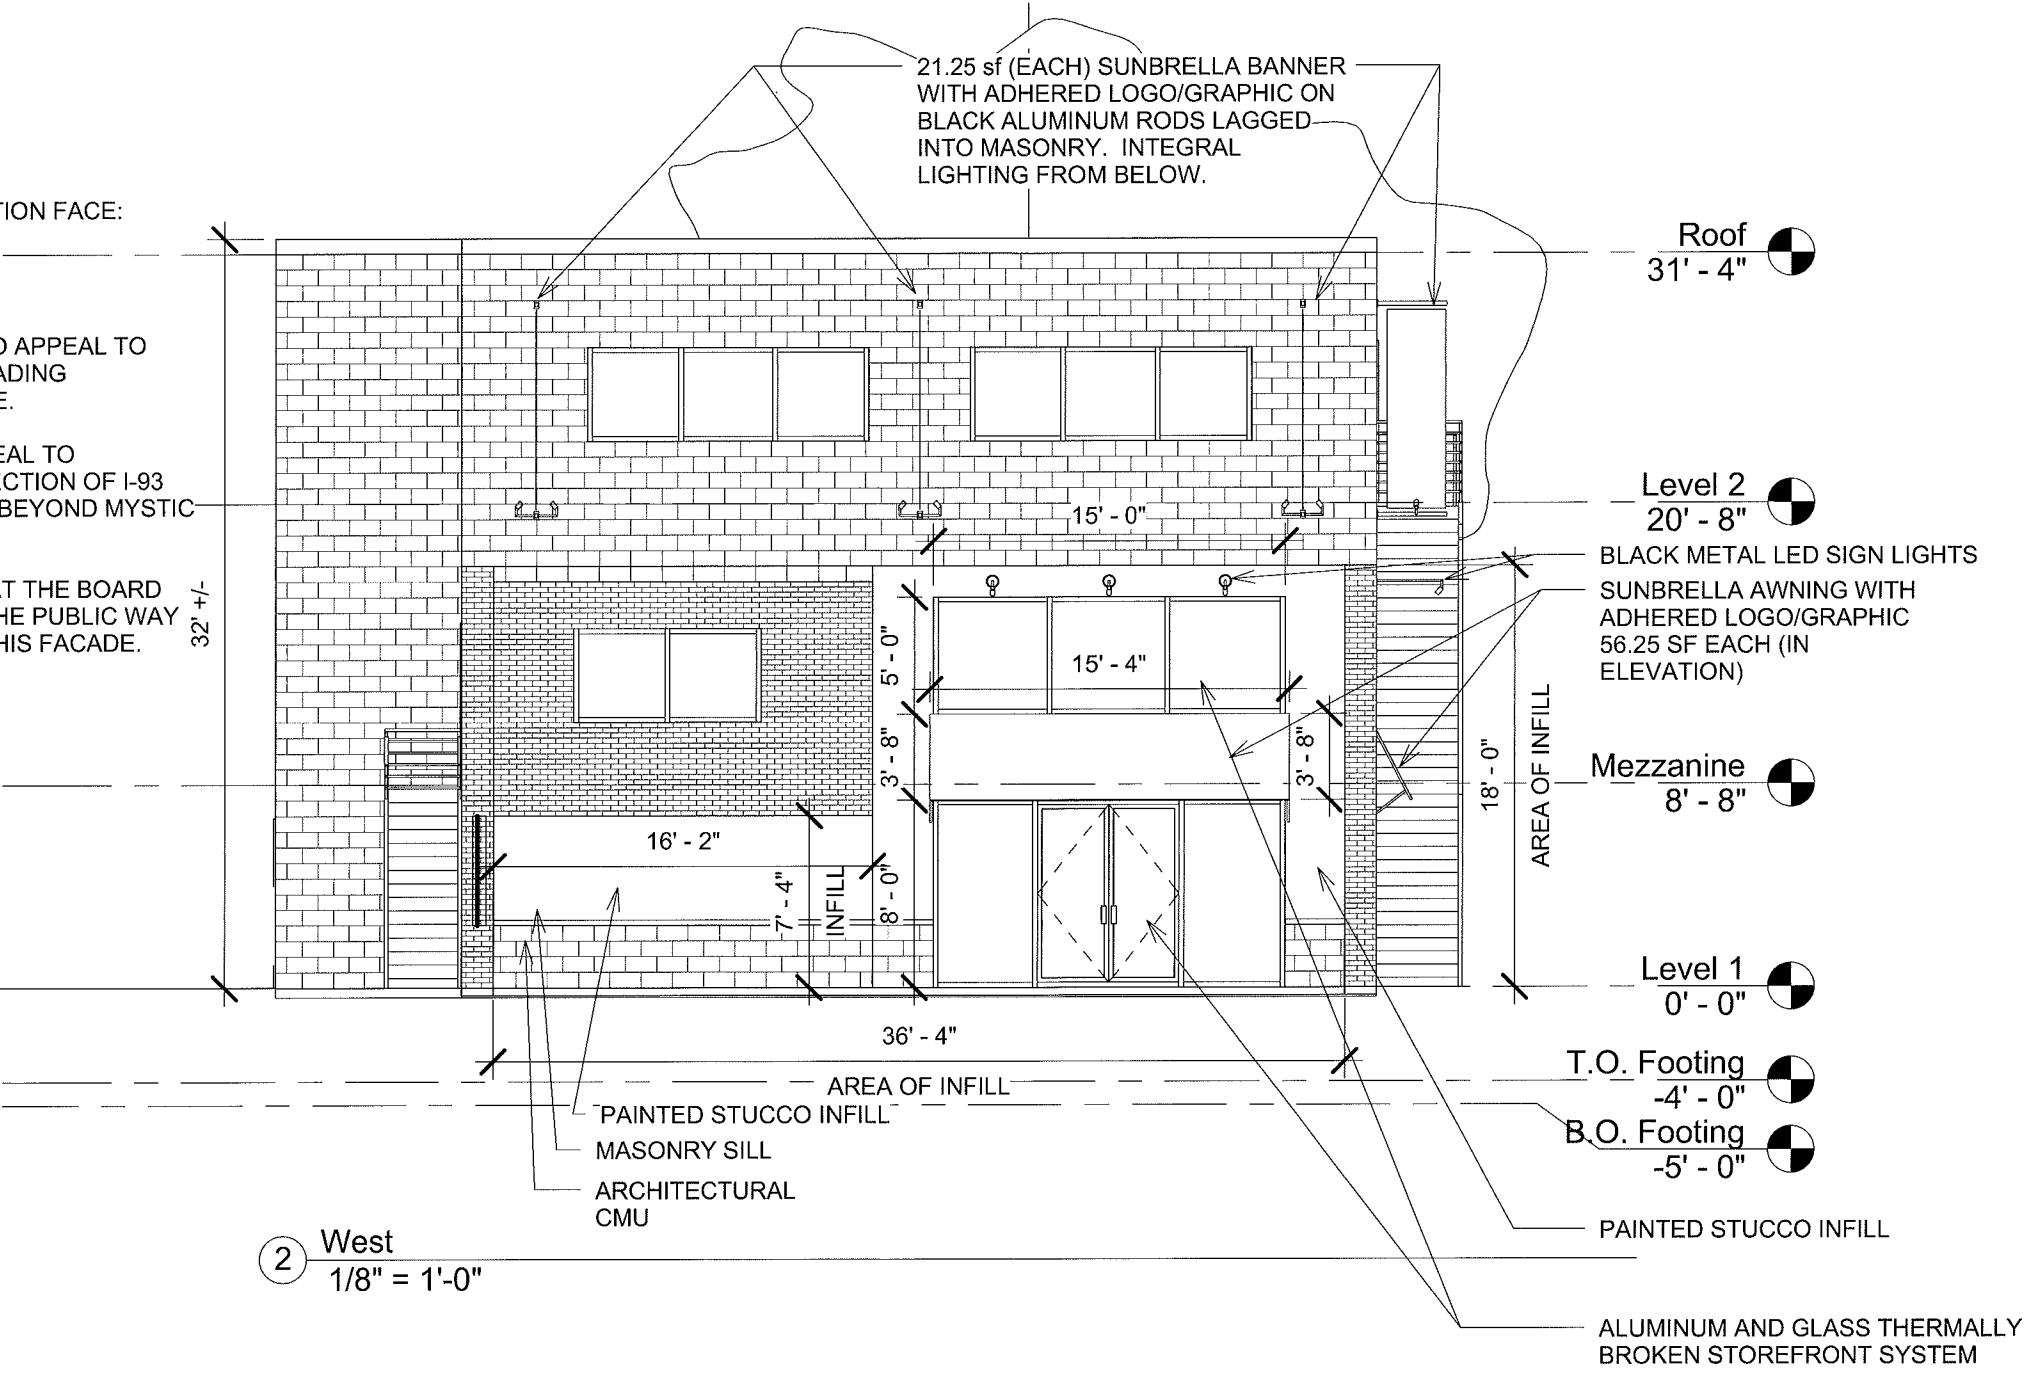 21.25 sf (EACH) SUNBRELLA BANNER
WITH ADHERED LOGO/GRAPHIC ON
BLACK ALUMINUM RODS LAGGED
INTO MASONRY. INTEGRAL
LIGHTING FROM BELOW.
TION FACE:
Roof
31' - 4"
O APPEAL TO
ADING
E.
EAL TO
ECTION OF I-93
BEYOND MYSTIC
Level 2
20' - 8"
15' - 0"
BLACK METAL LED SIGN LIGHTS
SUNBRELLA AWNING WITH
ADHERED LOGO/GRAPHIC
56.25 SF EACH (IN
ELEVATION)
AT THE BOARD
HE PUBLIC WAY
HIS FACADE.
32' +/-
5' - 0"
15' - 4"
3' - 8"
3' - 8"
18' - 0"
AREA OF INFILL
Mezzanine
8' - 8"
16' - 2"
7' - 4"
INFILL
8' - 0"
Level 1
0' - 0"
36' - 4"
AREA OF INFILL
T.O. Footing
-4' - 0"
B.O. Footing
-5' - 0"
PAINTED STUCCO INFILL
MASONRY SILL
ARCHITECTURAL
CMU
PAINTED STUCCO INFILL
2
West
1/8" = 1'-0"
ALUMINUM AND GLASS THERMALLY
BROKEN STOREFRONT SYSTEM